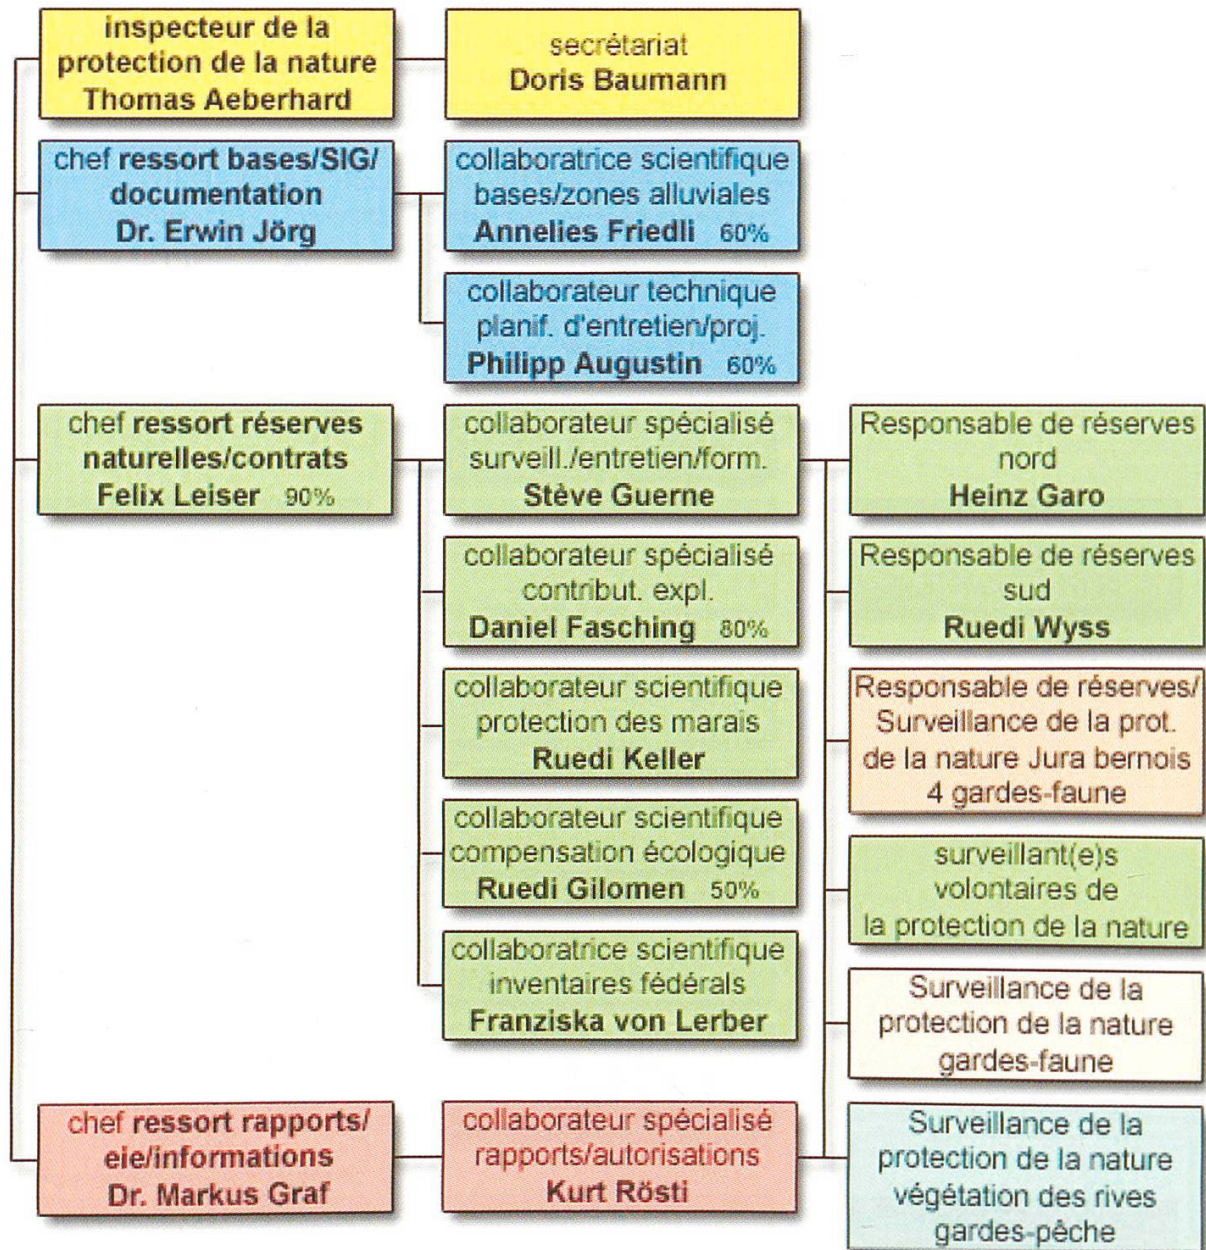 inspecteur de la
protection de la nature
Thomas Aeberhard
secrétariat
Doris Baumann
chef ressort bases/SIG/
documentation
Dr. Erwin Jörg
collaboratrice scientifique
bases/zones alluviales
Annelies Friedli 60%
collaborateur technique
planif. d'entretien/proj.
Philipp Augustin 60%
chef ressort réserves
naturelles/contrats
Felix Leiser 90%
collaborateur spécialisé
surveill./entretien/form.
Stève Guerne
Responsable de réserves
nord
Heinz Garo
collaborateur spécialisé
contribut. expl.
Daniel Fasching 80%
Responsable de réserves
sud
Ruedi Wyss
collaborateur scientifique
protection des marais
Ruedi Keller
Responsable de réserves/
Surveillance de la prot.
de la nature Jura bernois
4 gardes-faune
collaborateur scientifique
compensation écologique
Ruedi Gilomen 50%
surveillant(e)s
volontaires de
la protection de la nature
collaboratrice scientifique
inventaires fédérals
Franziska von Lerber
Surveillance de la
protection de la nature
gardes-faune
chef ressort rapports/
eie/informations
Dr. Markus Graf
collaborateur spécialisé
rapports/autorisations
Kurt Rösti
Surveillance de la
protection de la nature
végétation des rives
gardes-pêche